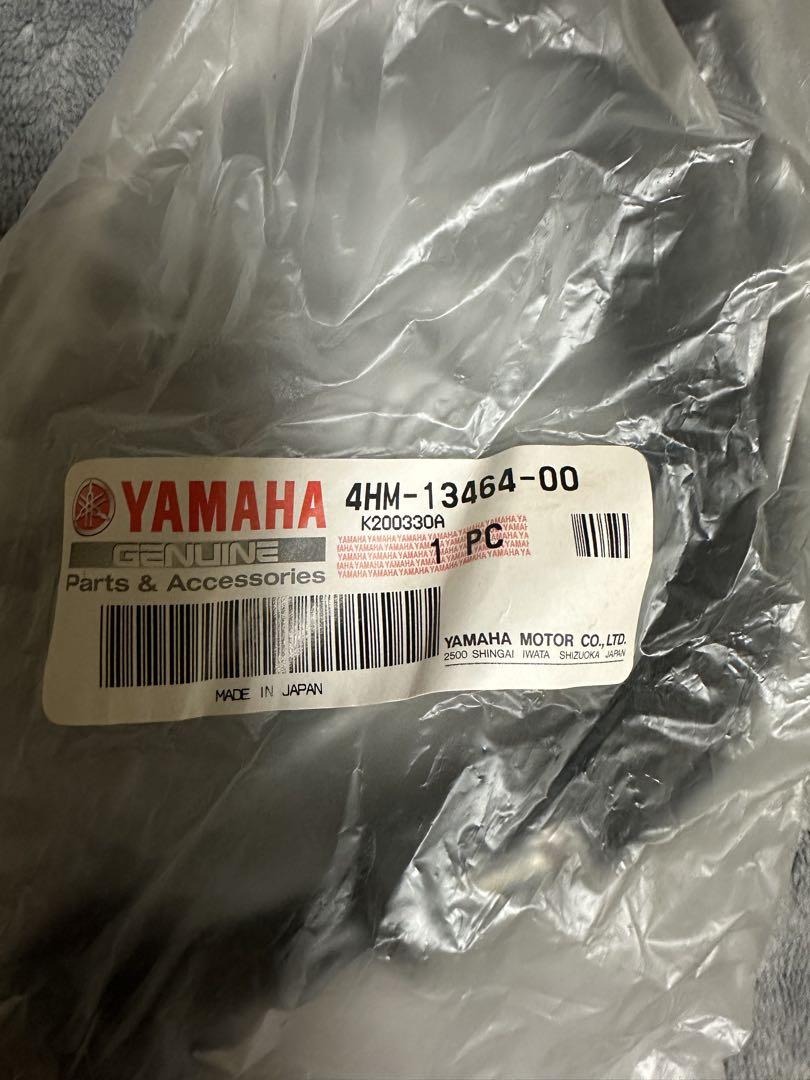 YAMAHA
GENUINE
Parts & Accessories
4HM-13464-00
K200330A
YAMAHAYAMAHAYAMAHAYAMAHAYAMAHAYA
1 PC
YAMAHA MOTOR CO.,LTD.
2500 SHINGAI IWATA SHIZUOKA JAPAN
MADE IN JAPAN